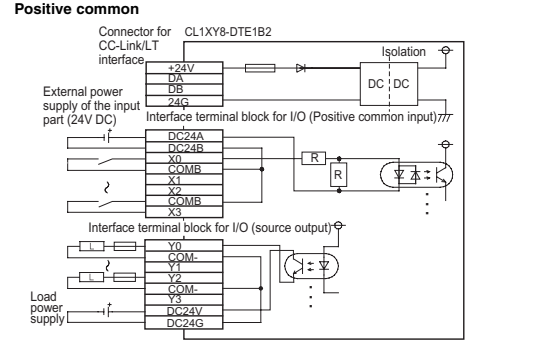 Positive common
Connector for
CC-Link/LT
interface
CL1XY8-DTE1B2
Isolation
+24V
DA
DB
24G
DC DC
External power
supply of the input
part (24V DC)
Interface terminal block for I/O (Positive common input)
DC24A
DC24B
X0
COMB
X1
X2
COMB
X3
+
R
R
Interface terminal block for I/O (source output)
Y0
COM-
Y1
Y2
COM-
Y3
DC24V
DC24G
L
L
Load
power
supply
+